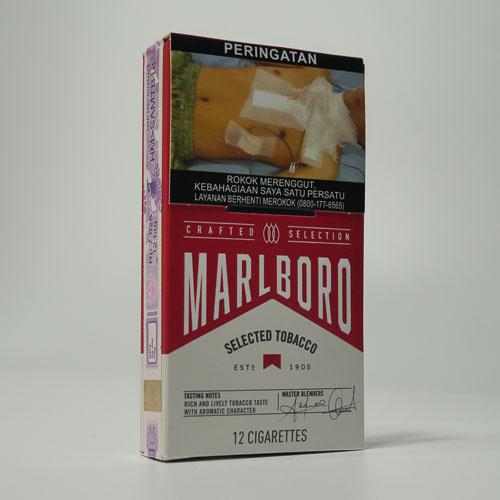 PERINGATAN
ROKOK MERENGGUT,
KEBAHAGIAAN SAYA SATU PERSATU
LAYANAN BERHENTI MEROKOK (0800-177-6565)
CRAFTED SELECTION
MARLBORO
SELECTED TOBACCO
ESTD 1908
TASTING NOTES
RICH AND LIVELY TOBACCO TASTE
WITH AROMATIC CHARACTER
MASTER BLENDERS
12 CIGARETTES